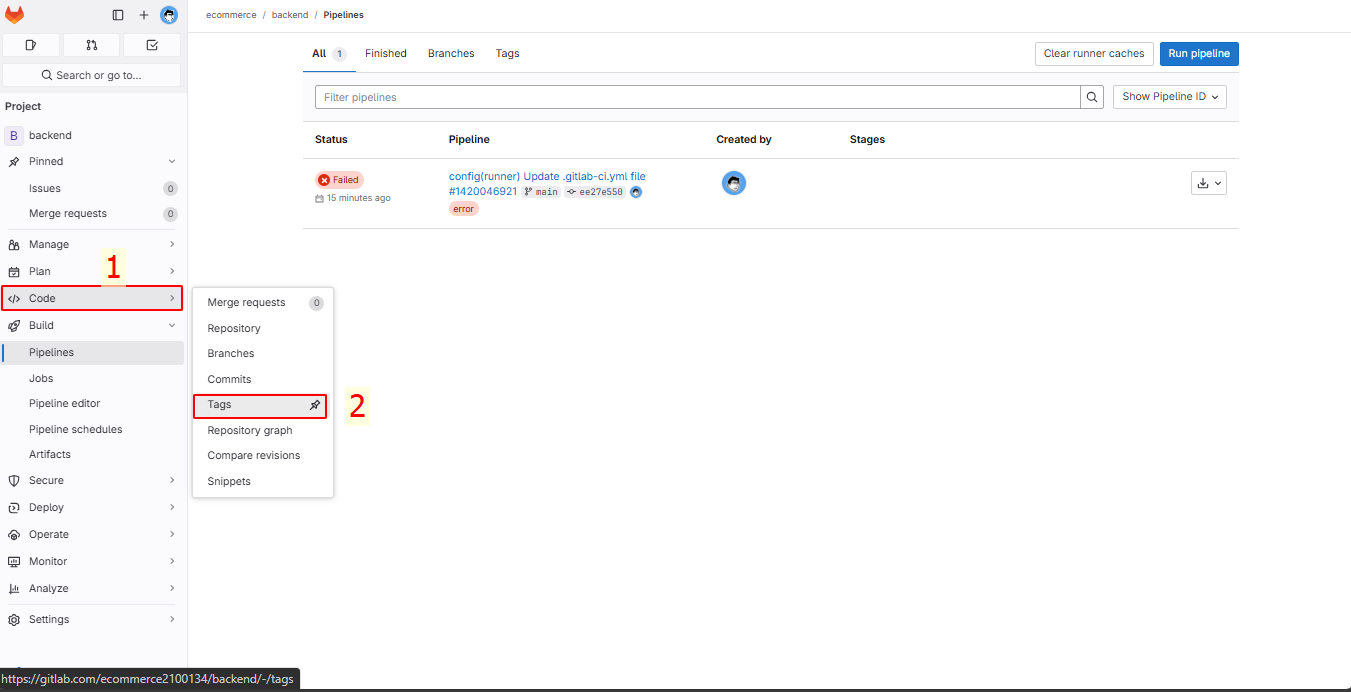 ecommerce / backend / Pipelines
Search or go to...
Project
B backend
Pinned
Issues 0
Merge requests 0
Manage
Plan
1
Code
Build
Pipelines
Jobs
Pipeline editor
Pipeline schedules
Artifacts
Secure
Deploy
Operate
Monitor
Analyze
Settings
https://gitlab.com/ecommerce2100134/backend/-/tags
Merge requests 0
Repository
Branches
Commits
Tags
2
Repository graph
Compare revisions
Snippets
All 1 Finished Branches Tags
Clear runner caches Run pipeline
Filter pipelines Show Pipeline ID
Status Pipeline Created by Stages
Failed
15 minutes ago
config(runner) Update .gitlab-ci.yml file
#1420046921 main ee27e550
error